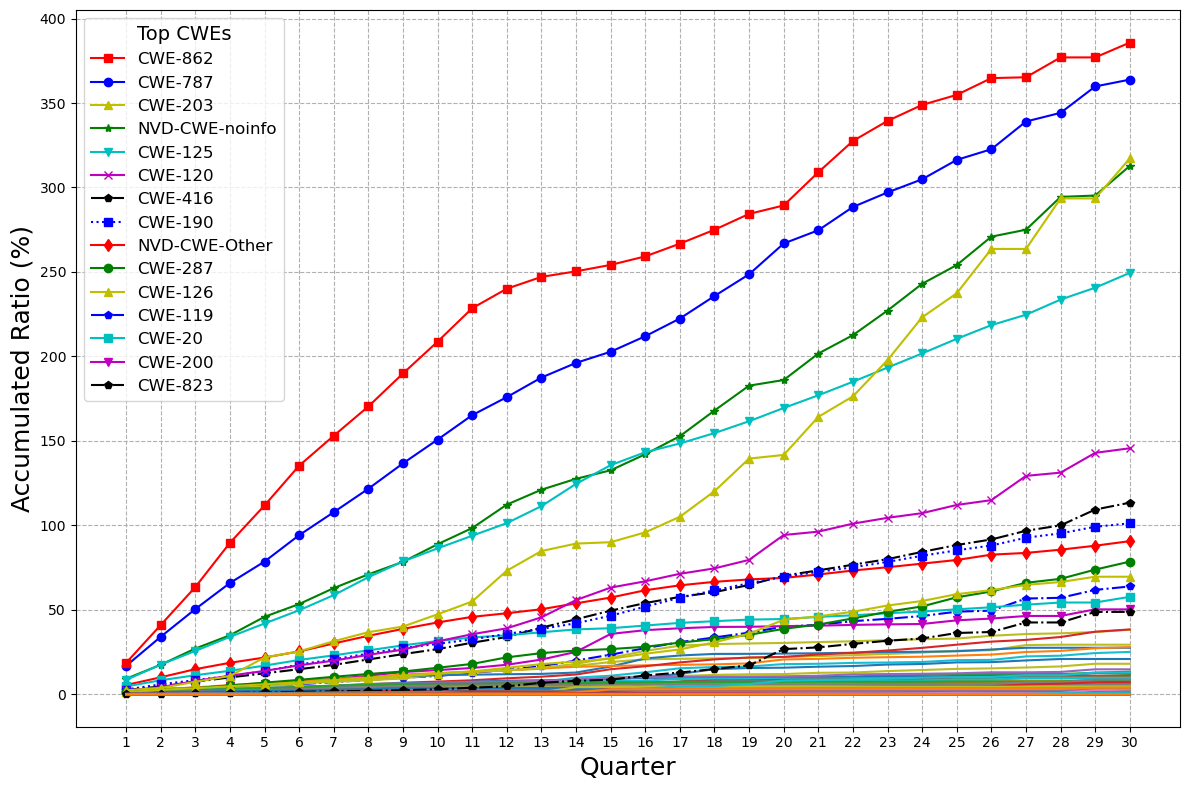 Top CWEs
CWE-862
CWE-787
CWE-203
NVD-CWE-noinfo
CWE-125
CWE-120
CWE-416
CWE-190
NVD-CWE-Other
CWE-287
CWE-126
CWE-119
CWE-20
CWE-200
CWE-823
Accumulated Ratio (%)
400
350
300
250
200
150
100
50
0
1 2 3 4 5 6 7 8 9 10 11 12 13 14 15 16 17 18 19 20 21 22 23 24 25 26 27 28 29 30
Quarter